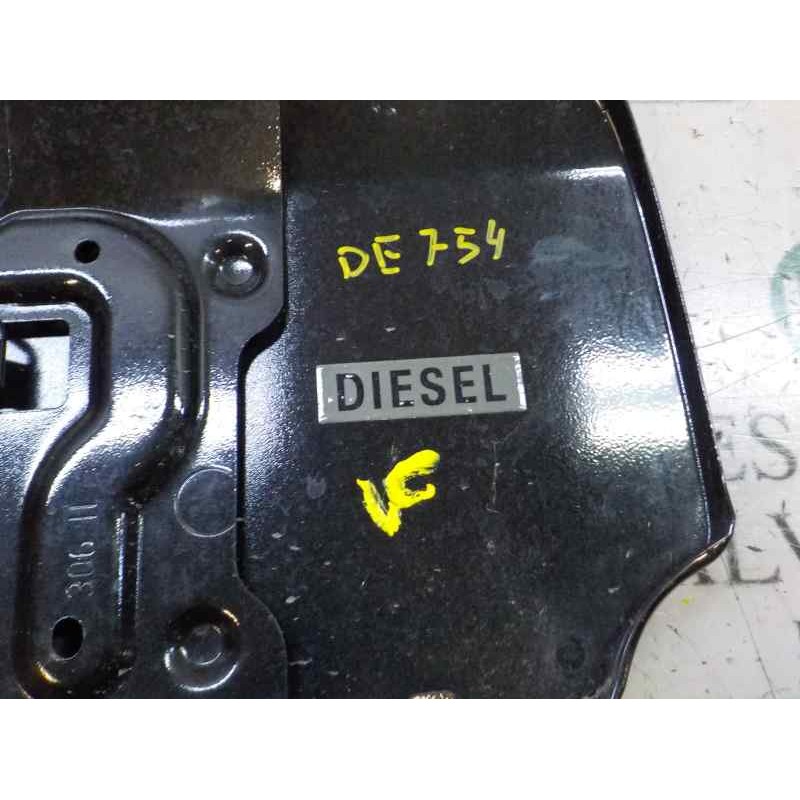 DE 754
DIESEL
VC
306 11